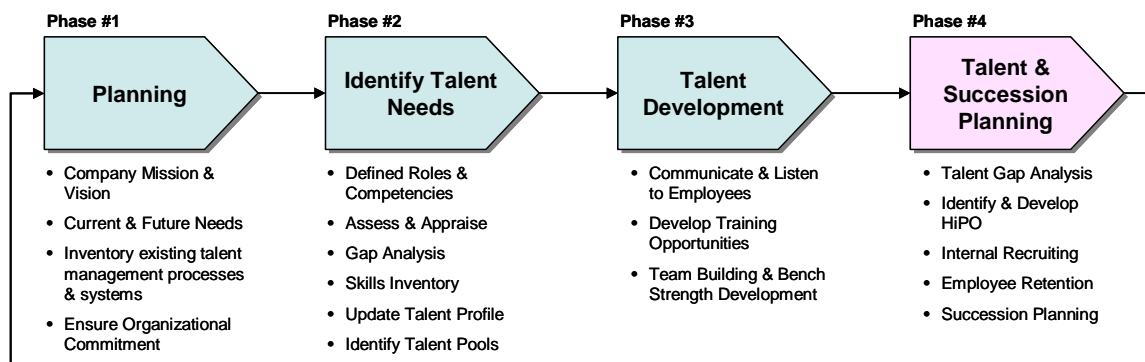 Phase #1
Planning
• Company Mission &
Vision
• Current & Future Needs
• Inventory existing talent
management processes
& systems
• Ensure Organizational
Commitment
Phase #2
Identify Talent
Needs
• Defined Roles &
Competencies
• Assess & Appraise
• Gap Analysis
• Skills Inventory
• Update Talent Profile
• Identify Talent Pools
Phase #3
Talent
Development
• Communicate & Listen
to Employees
• Develop Training
Opportunities
• Team Building & Bench
Strength Development
Phase #4
Talent &
Succession
Planning
• Talent Gap Analysis
• Identify & Develop
HiPO
• Internal Recruiting
• Employee Retention
• Succession Planning